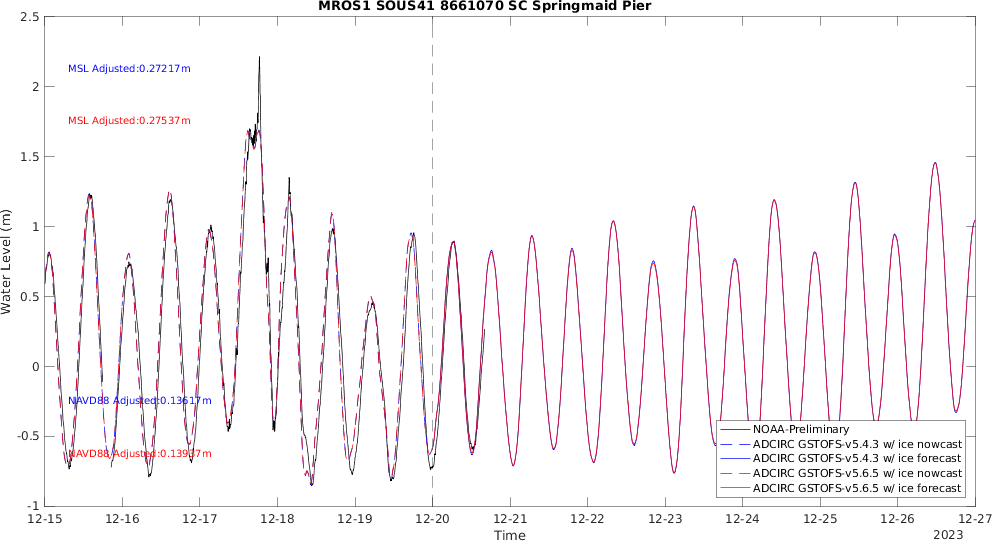 MROS1 SOUS41 8661070 SC Springmaid Pier
2.5
2
1.5
1
0.5
0
-0.5
-1
Water Level (m)
MSL Adjusted:0.27217m
MSL Adjusted:0.27537m
NAVD88 Adjusted:0.13617m
NAVD88 Adjusted:0.13937m
NOAA-Preliminary
ADCIRC GSTOFS-v5.4.3 w/ ice nowcast
ADCIRC GSTOFS-v5.4.3 w/ ice forecast
ADCIRC GSTOFS-v5.6.5 w/ ice nowcast
ADCIRC GSTOFS-v5.6.5 w/ ice forecast
12-15 12-16 12-17 12-18 12-19 12-20 12-21 12-22 12-23 12-24 12-25 12-26 12-27
Time
2023